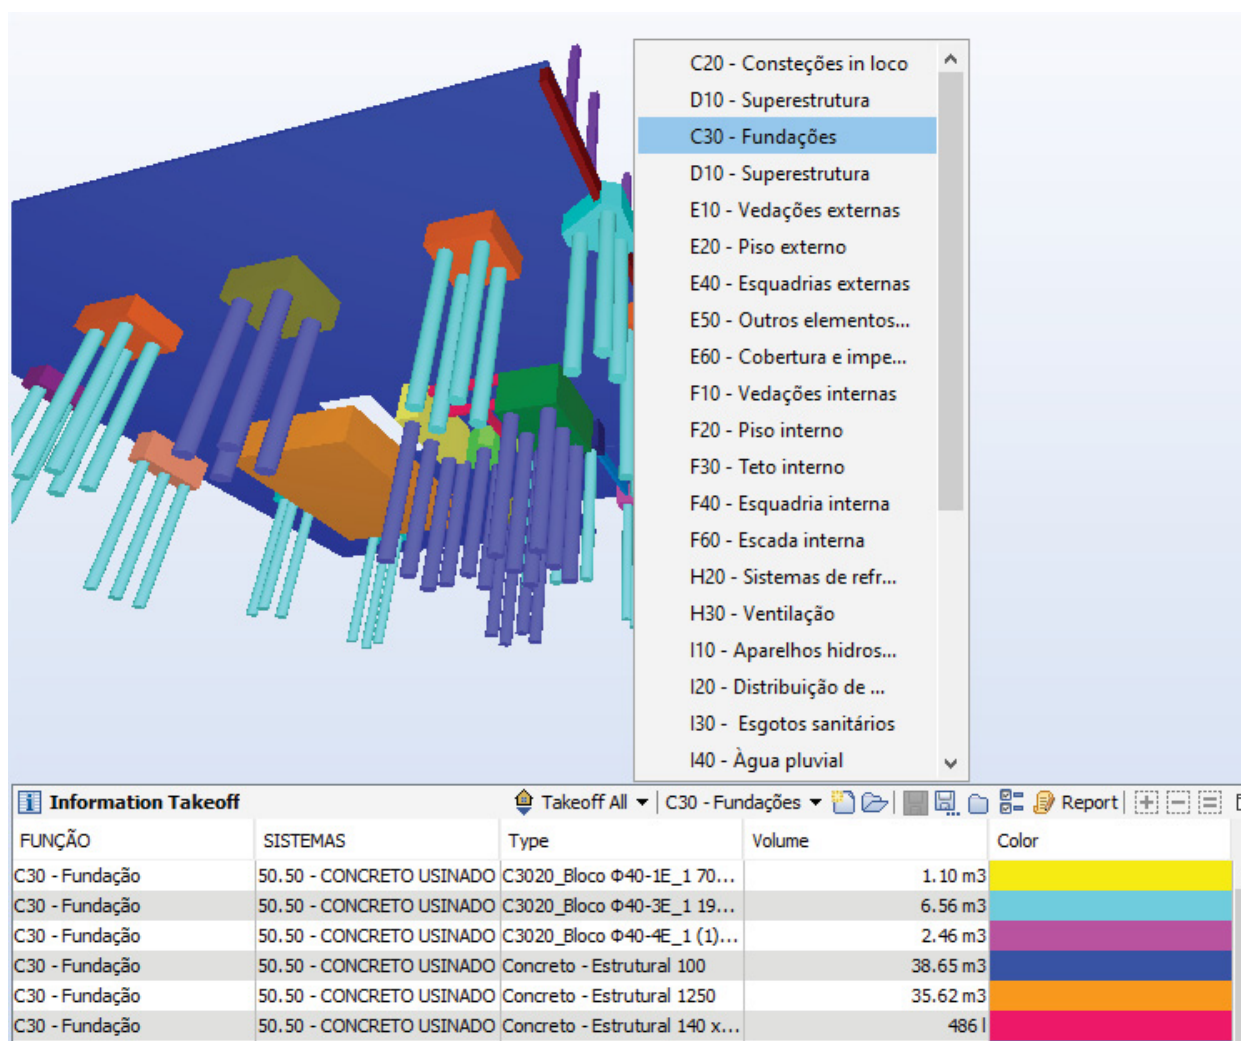 C20 - Consteções in loco
D10 - Superestrutura
C30 - Fundações
D10 - Superestrutura
E10 - Vedações externas
E20 - Piso externo
E40 - Esquadrias externas
E50 - Outros elementos...
E60 - Cobertura e impe...
F10 - Vedações internas
F20 - Piso interno
F30 - Teto interno
F40 - Esquadria interna
F60 - Escada interna
H20 - Sistemas de refr...
H30 - Ventilação
I10 - Aparelhos hidros...
I20 - Distribuição de ...
I30 - Esgotos sanitários
I40 - Àgua pluvial
Information Takeoff Takeoff All C30 - Fundações Report
FUNÇÃO SISTEMAS Type Volume Color
C30 - Fundação 50.50 - CONCRETO USINADO C3020_Bloco Φ40-1E_1 70... 1.10 m3
C30 - Fundação 50.50 - CONCRETO USINADO C3020_Bloco Φ40-3E_1 19... 6.56 m3
C30 - Fundação 50.50 - CONCRETO USINADO C3020_Bloco Φ40-4E_1 (1)... 2.46 m3
C30 - Fundação 50.50 - CONCRETO USINADO Concreto - Estrutural 100 38.65 m3
C30 - Fundação 50.50 - CONCRETO USINADO Concreto - Estrutural 1250 35.62 m3
C30 - Fundação 50.50 - CONCRETO USINADO Concreto - Estrutural 140 x... 486 l